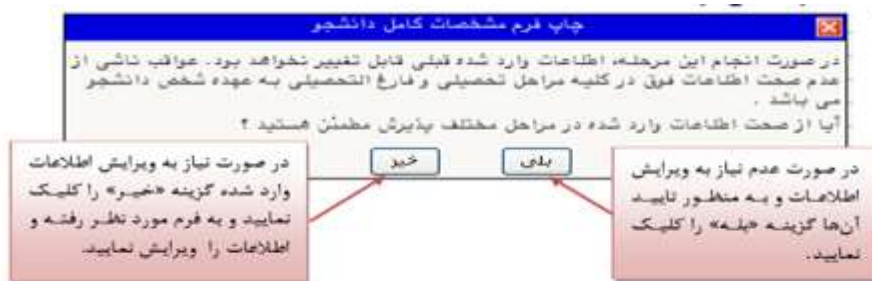 چاپ فرم مشخصات کامل دانشجو
در صورت انجام این مرحله، اطلاعات وارد شده قبلی قابل تغییر نخواهد بود. عواقب ناشی از
عدم صحت اطلاعات فوق در کلیه مراحل تحصیلی و فارغ التحصیلی به عهده شخص دانشجو
می باشد .
آیا از صحت اطلاعات وارد شده در مراحل مختلف پذیرش مطمئن هستید ؟
بلی
خیر
در صورت عدم نیاز به ویرایش
اطلاعات و به منظور تایید
آن‌ها گزینه «بله» را کلیک
نمایید.
در صورت نیاز به ویرایش اطلاعات
وارد شده گزینه «خیر» را کلیک
نمایید و به فرم مورد نظر رفته و
اطلاعات را ویرایش نمایید.